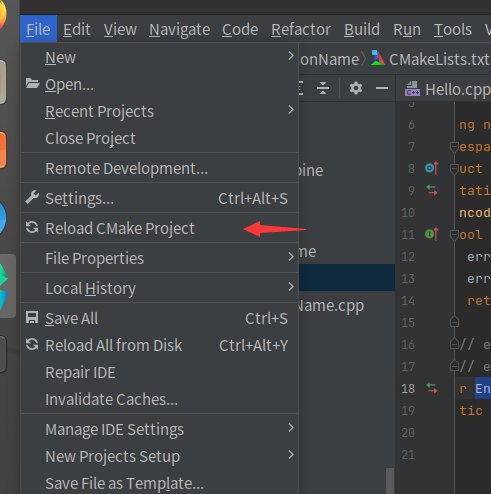 File Edit View Navigate Code Refactor Build Run Tools V
New
onName CMakeLists.txt
Open...
Hello.cpp
Recent Projects
Close Project
Remote Development...
pine
Settings... Ctrl+Alt+S
Reload CMake Project
File Properties
me
Local History
Save All Ctrl+S
Name.cpp
Reload All from Disk Ctrl+Alt+Y
Repair IDE
Invalidate Caches...
Manage IDE Settings
New Projects Setup
Save File as Template...
5
6 ng n
7 espa
8 uct
9 tati
10 ncod
11 ool
12 err
13 err
14 ret
15
16 // e
17 // e
18 r En
19 tic
20
21